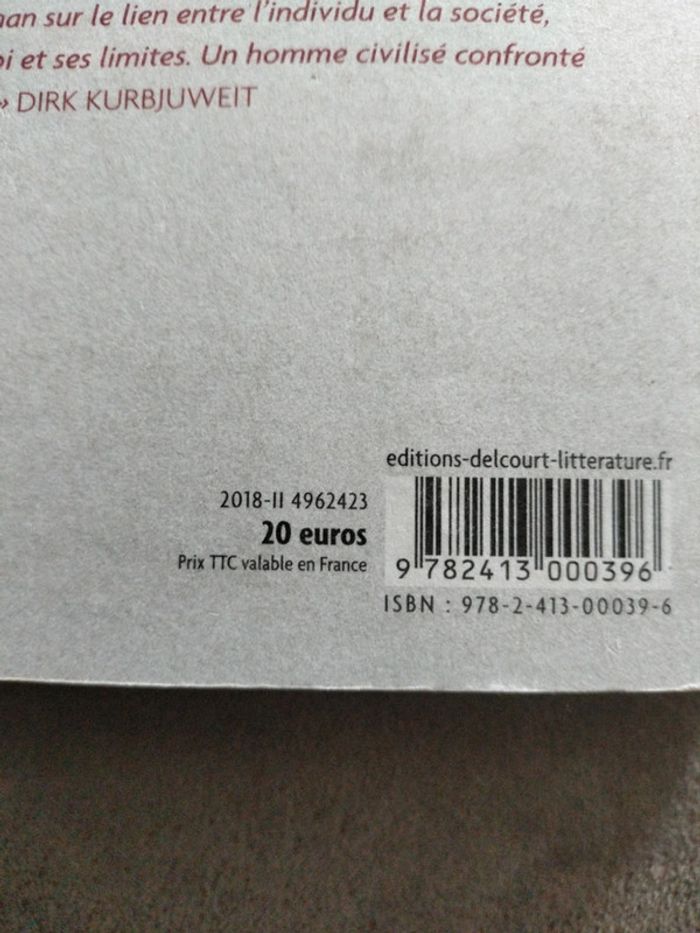 an sur le lien entre l'individu et la société,
oi et ses limites. Un homme civilisé confronté
» DIRK KURBJUWEIT
editions-delcourt-litterature.fr
2018-II 4962423
20 euros
Prix TTC valable en France
9 782413 000396
ISBN : 978-2-413-00039-6